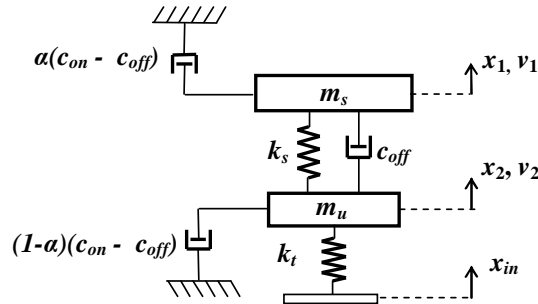 α(c_on - c_off)
x_1, v_1
m_s
k_s
c_off
x_2, v_2
m_u
(1-α)(c_on - c_off)
k_t
x_in